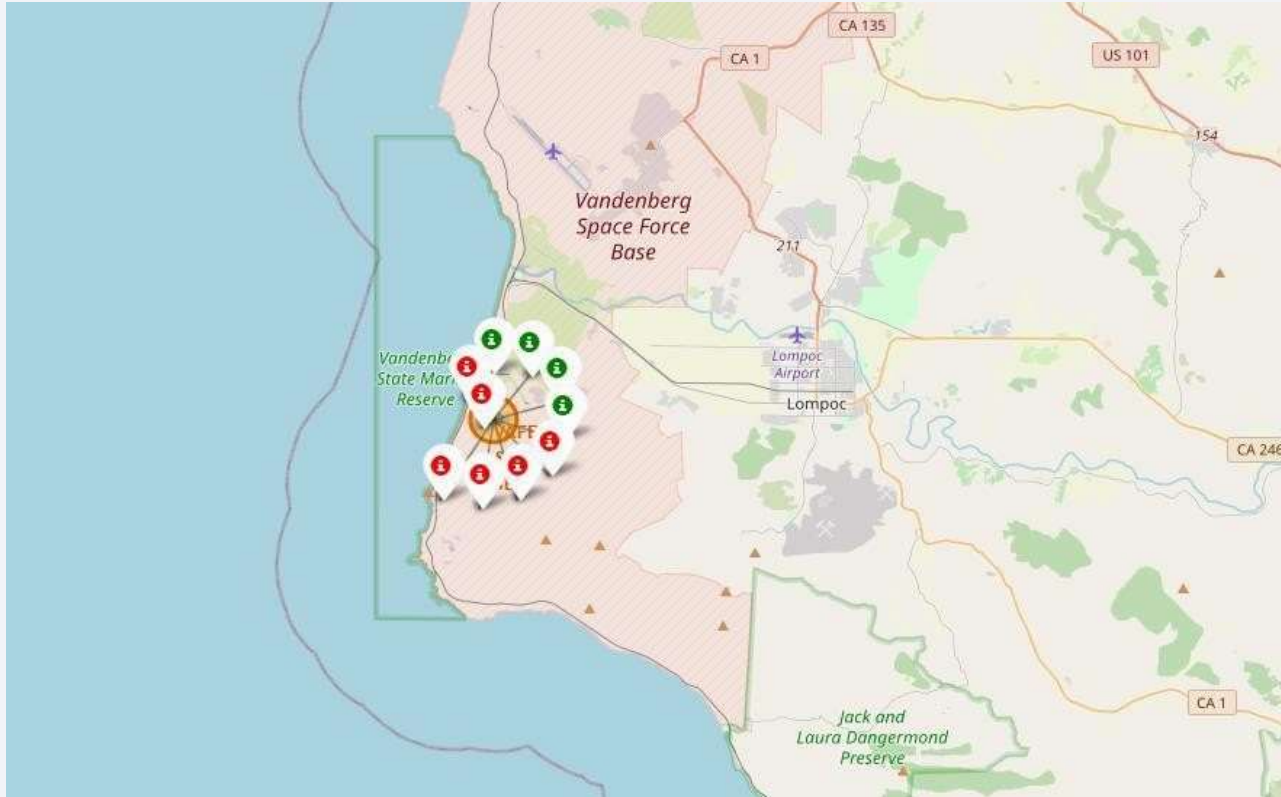 CA 135
CA 1
US 101
154
Vandenberg
Space Force
Base
211
State
Reserve
Lompoc
Airport
Lompoc
CA 246
CA 1
Jack and
Laura Dangermond
Preserve